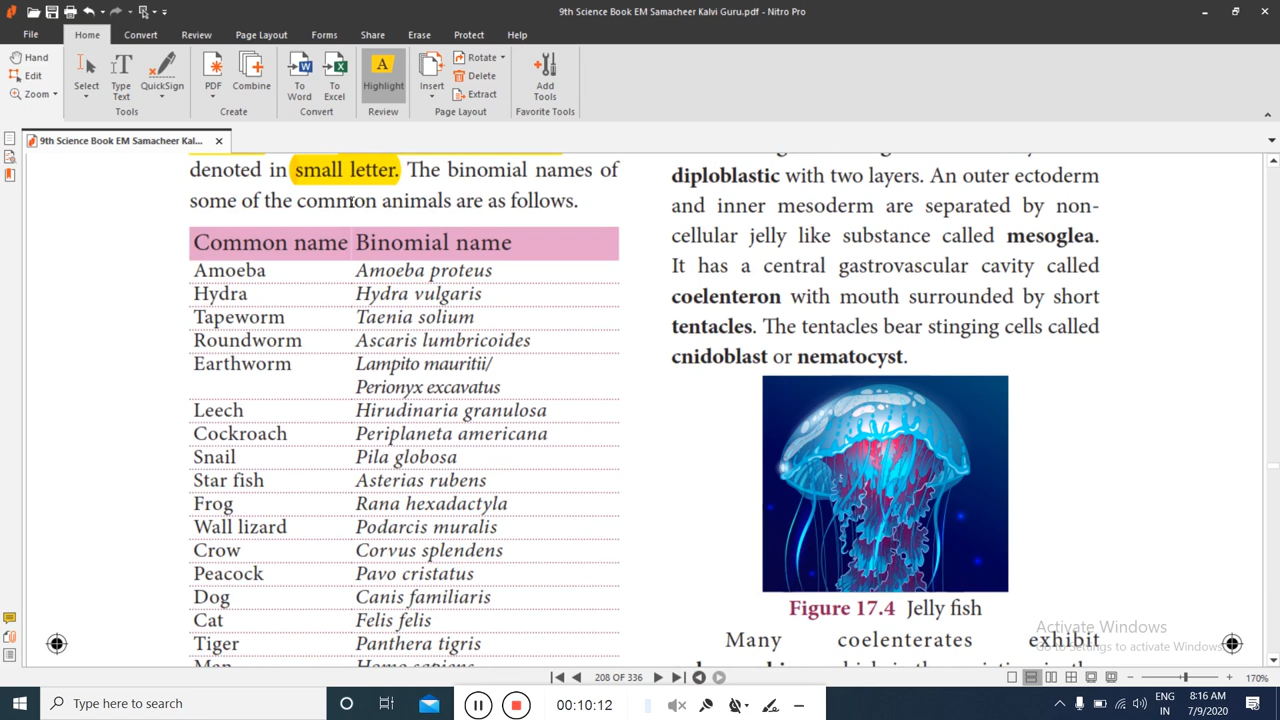 9th Science Book EM Samacheer Kalvi Guru.pdf - Nitro Pro
File Home Convert Review Page Layout Forms Share Erase Protect Help
Hand
Edit
Zoom
Select
Type
Text
QuickSign
Tools
PDF
Combine
Create
To
Word
To
Excel
Convert
Highlight
Review
Insert
Rotate
Delete
Extract
Page Layout
Add
Tools
Favorite Tools
9th Science Book EM Samacheer Kal...
denoted in small letter. The binomial names of
some of the common animals are as follows.
Common name Binomial name
Amoeba Amoeba proteus
Hydra Hydra vulgaris
Tapeworm Taenia solium
Roundworm Ascaris lumbricoides
Earthworm Lampito mauritii/
Perionyx excavatus
Leech Hirudinaria granulosa
Cockroach Periplaneta americana
Snail Pila globosa
Star fish Asterias rubens
Frog Rana hexadactyla
Wall lizard Podarcis muralis
Crow Corvus splendens
Peacock Pavo cristatus
Dog Canis familiaris
Cat Felis felis
Tiger Panthera tigris
Man Homo sapiens
diploblastic with two layers. An outer ectoderm
and inner mesoderm are separated by non-
cellular jelly like substance called mesoglea.
It has a central gastrovascular cavity called
coelenteron with mouth surrounded by short
tentacles. The tentacles bear stinging cells called
cnidoblast or nematocyst.
Figure 17.4 Jelly fish
Many coelenterates exhibit
Activate Windows
Go to Settings to activate Windows.
208 OF 336
170%
Type here to search
00:10:12
ENG
IN
8:16 AM
7/9/2020